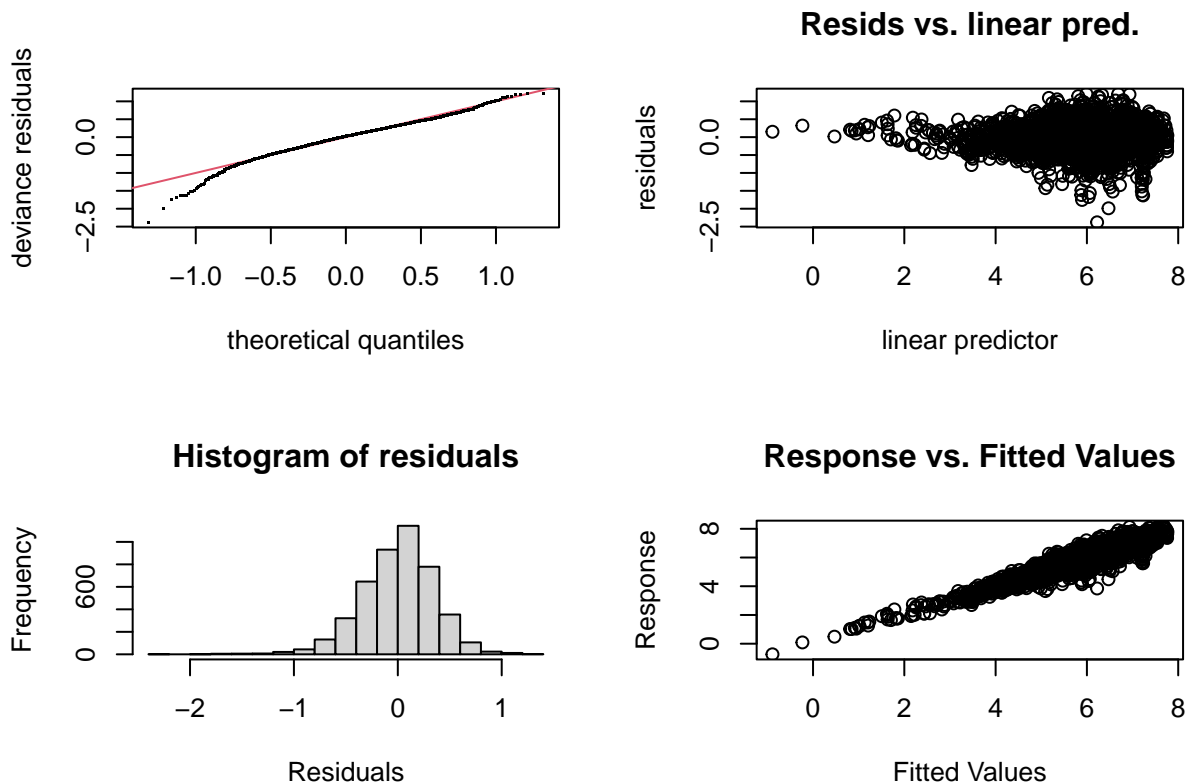 deviance residuals
0.0
−2.5
−1.0 −0.5 0.0 0.5 1.0
theoretical quantiles
Resids vs. linear pred.
residuals
0.0
−2.5
0 2 4 6 8
linear predictor
Histogram of residuals
Frequency
600
0
−2 −1 0 1
Residuals
Response vs. Fitted Values
Response
8
4
0
0 2 4 6 8
Fitted Values